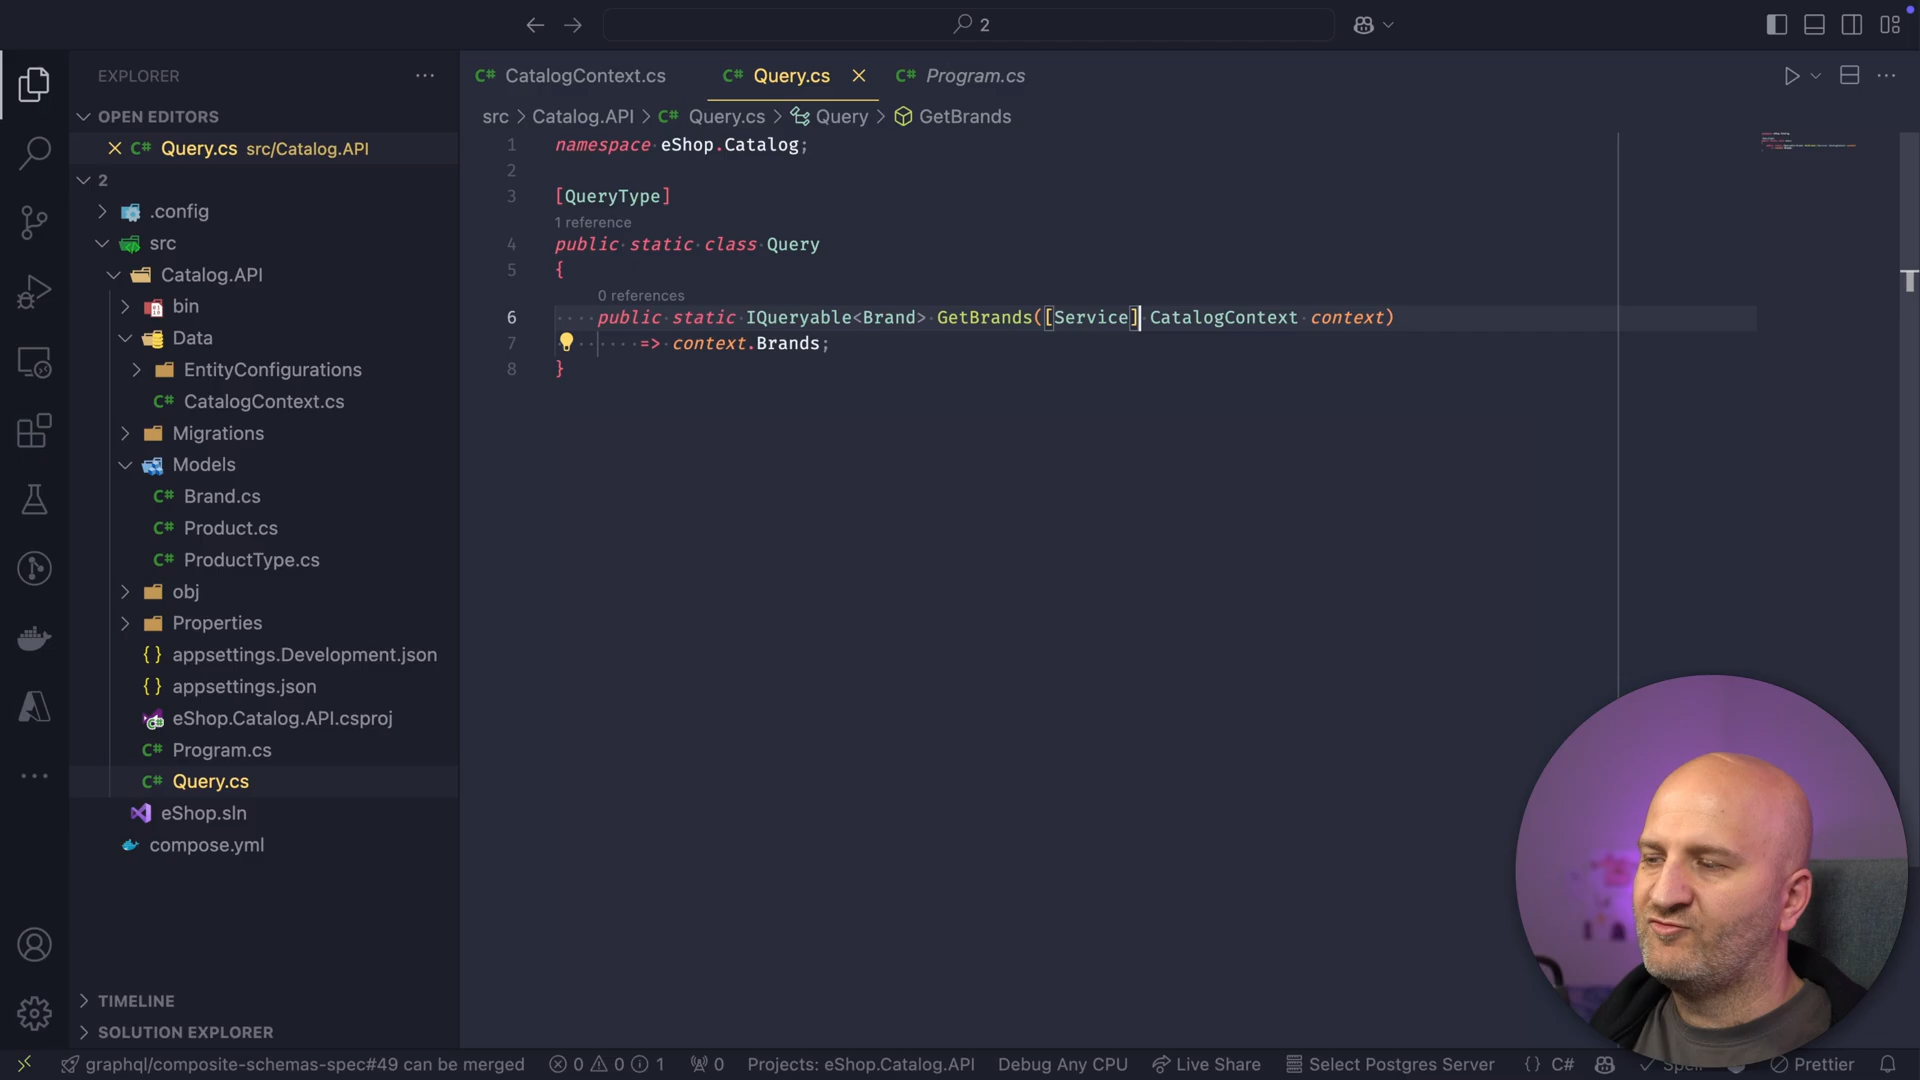 2
EXPLORER
OPEN EDITORS
Query.cs src/Catalog.API
2
.config
src
Catalog.API
bin
Data
EntityConfigurations
C# CatalogContext.cs
Migrations
Models
C# Brand.cs
C# Product.cs
C# ProductType.cs
obj
Properties
{} appsettings.Development.json
{} appsettings.json
eShop.Catalog.API.csproj
C# Program.cs
C# Query.cs
eShop.sln
compose.yml
TIMELINE
SOLUTION EXPLORER
C# CatalogContext.cs C# Query.cs C# Program.cs
src > Catalog.API > C# Query.cs > Query > GetBrands
1 namespace eShop.Catalog;
2
3 [QueryType]
1 reference
4 public static class Query
5 {
0 references
6 public static IQueryable<Brand> GetBrands([Service] CatalogContext context)
7 => context.Brands;
8 }
graphql/composite-schemas-spec#49 can be merged 0 0 1 0 Projects: eShop.Catalog.API Debug Any CPU Live Share Select Postgres Server {} C# Spell Prettier